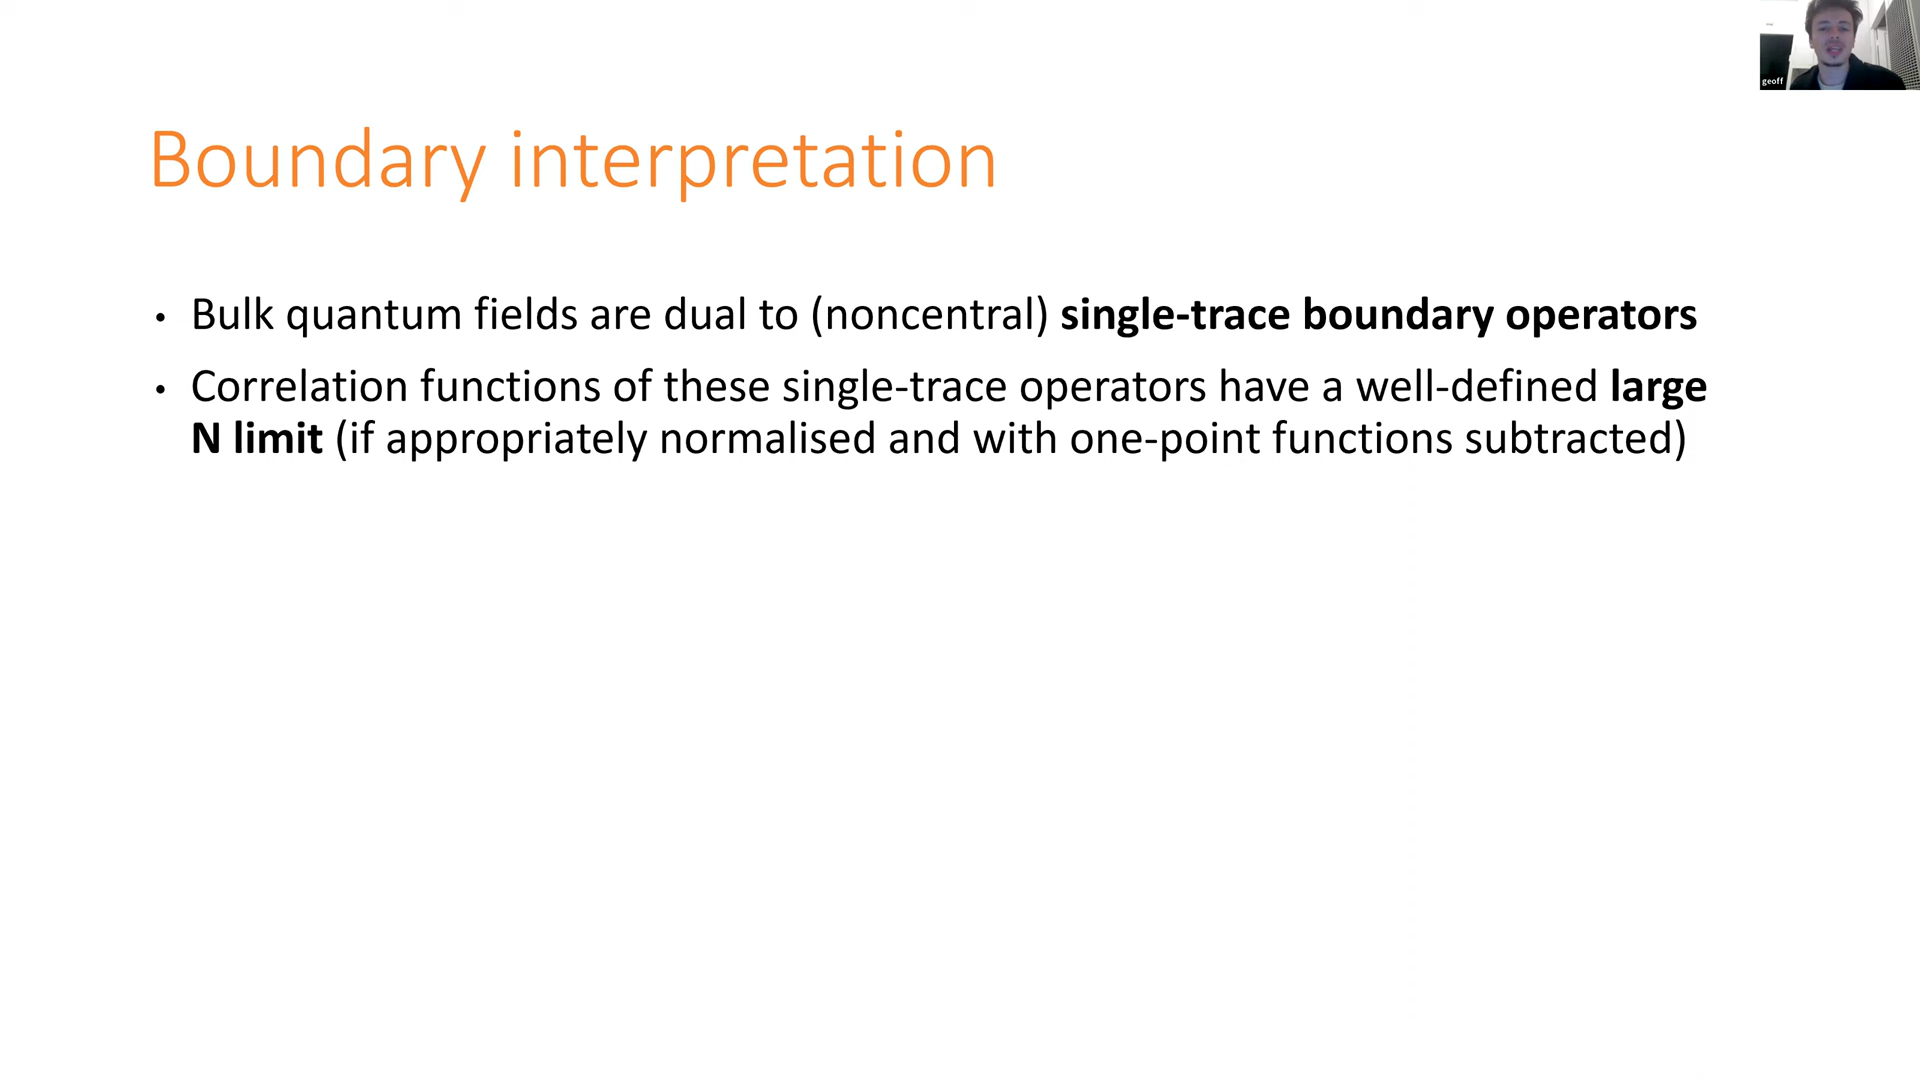 geoff
Boundary interpretation
• Bulk quantum fields are dual to (noncentral) single-trace boundary operators
• Correlation functions of these single-trace operators have a well-defined large
N limit (if appropriately normalised and with one-point functions subtracted)